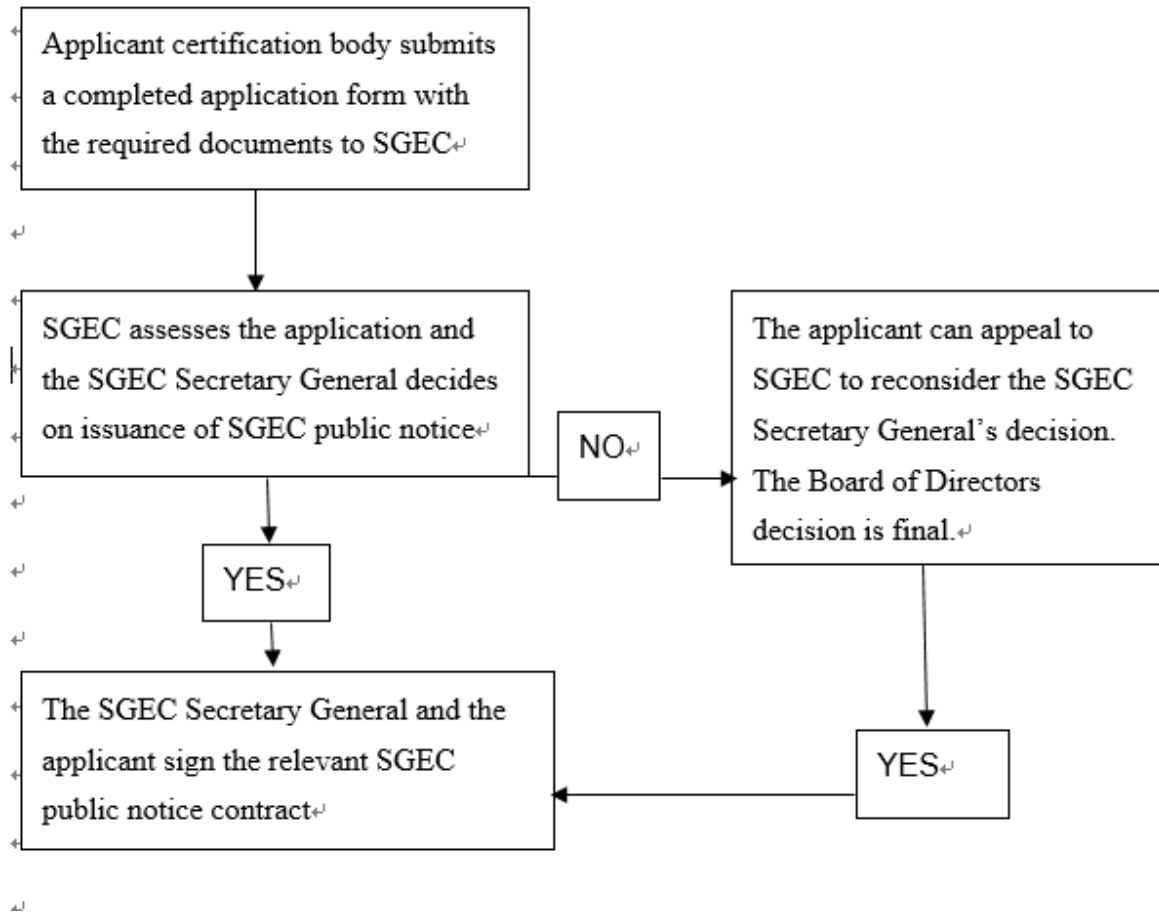 Applicant certification body submits
a completed application form with
the required documents to SGEC
SGEC assesses the application and
the SGEC Secretary General decides
on issuance of SGEC public notice
NO
The applicant can appeal to
SGEC to reconsider the SGEC
Secretary General’s decision.
The Board of Directors
decision is final.
YES
The SGEC Secretary General and the
applicant sign the relevant SGEC
public notice contract
YES